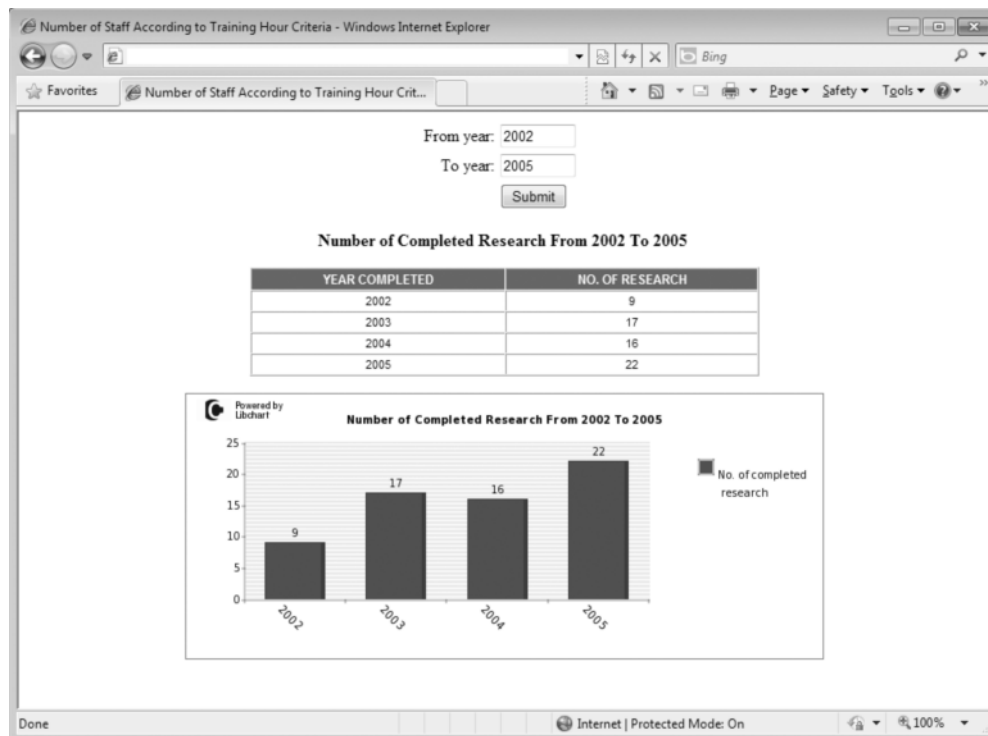 Number of Staff According to Training Hour Criteria - Windows Internet Explorer
Bing
Favorites Number of Staff According to Training Hour Crit... Page Safety Tools »
From year: 2002
To year: 2005
Submit
Number of Completed Research From 2002 To 2005
YEAR COMPLETED NO. OF RESEARCH
2002 9
2003 17
2004 16
2005 22
Powered by
Libchart
Number of Completed Research From 2002 To 2005
25
20
15
10
5
0
9
17
16
22
2002
2003
2004
2005
No. of completed
research
Done Internet | Protected Mode: On 100%